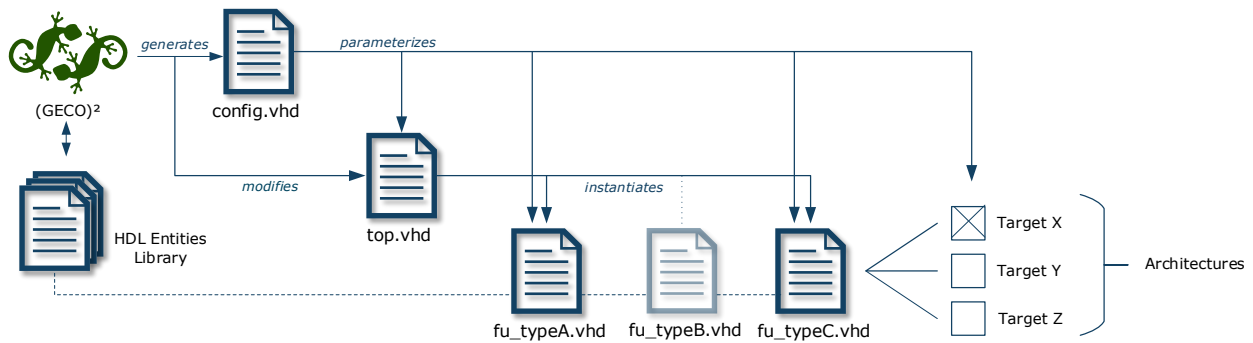 generates
parameterizes
(GECO)²
config.vhd
modifies
instantiates
top.vhd
HDL Entities
Library
Target X
Target Y
Target Z
Architectures
fu_typeA.vhd
fu_typeB.vhd
fu_typeC.vhd